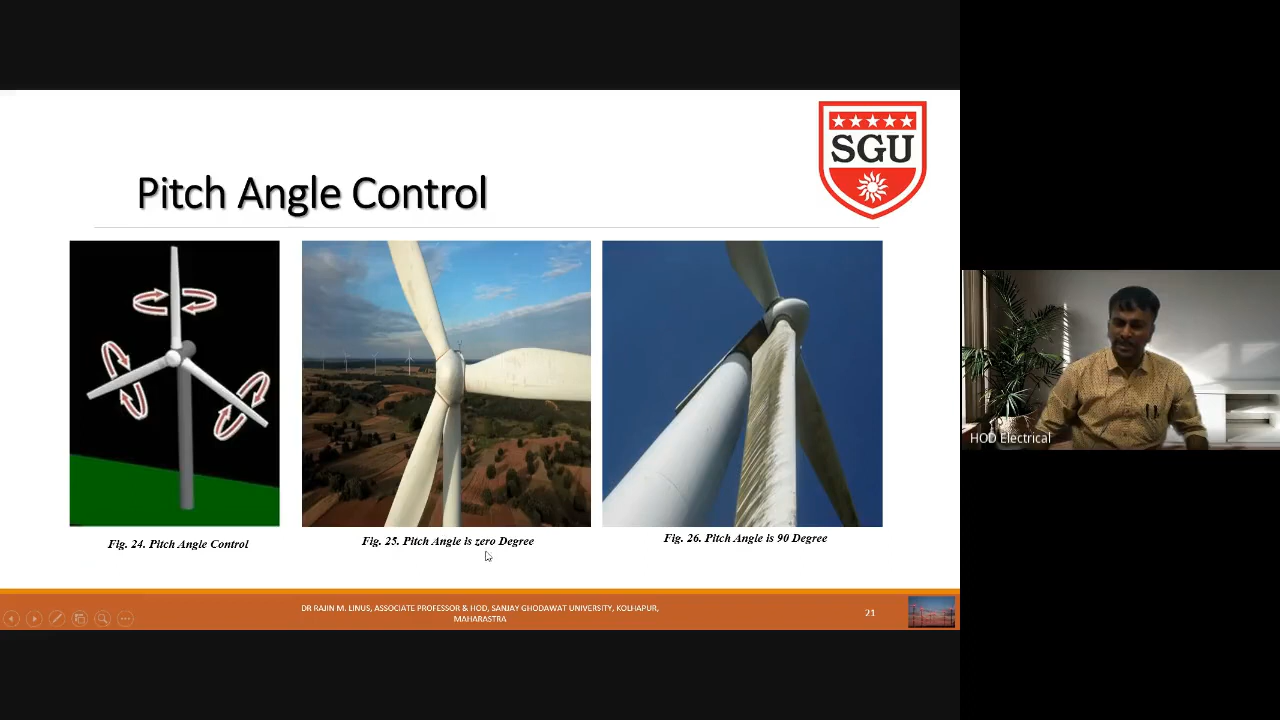 SGU
Pitch Angle Control
Fig. 24. Pitch Angle Control
Fig. 25. Pitch Angle is zero Degree
Fig. 26. Pitch Angle is 90 Degree
DR RAJIN M. LINUS, ASSOCIATE PROFESSOR & HOD, SANJAY GHODAWAT UNIVERSITY, KOLHAPUR,
MAHARASTRA
21
HOD Electrical